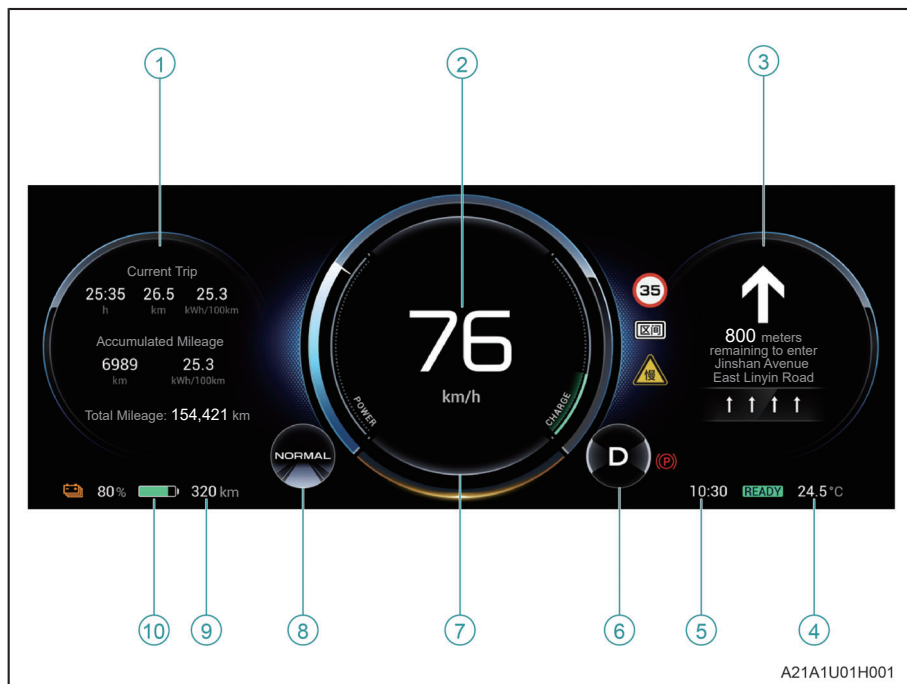 1
2
3
Current Trip
25:35 26.5 25.3
h km kWh/100km
Accumulated Mileage
6989 25.3
km kWh/100km
Total Mileage: 154,421 km
76
km/h
POWER
CHARGE
35
区间
慢
800 meters
remaining to enter
Jinshan Avenue
East Linyin Road
NORMAL
D
(P)
80% 320 km
10:30 READY 24.5°C
10
9
8
7
6
5
4
A21A1U01H001